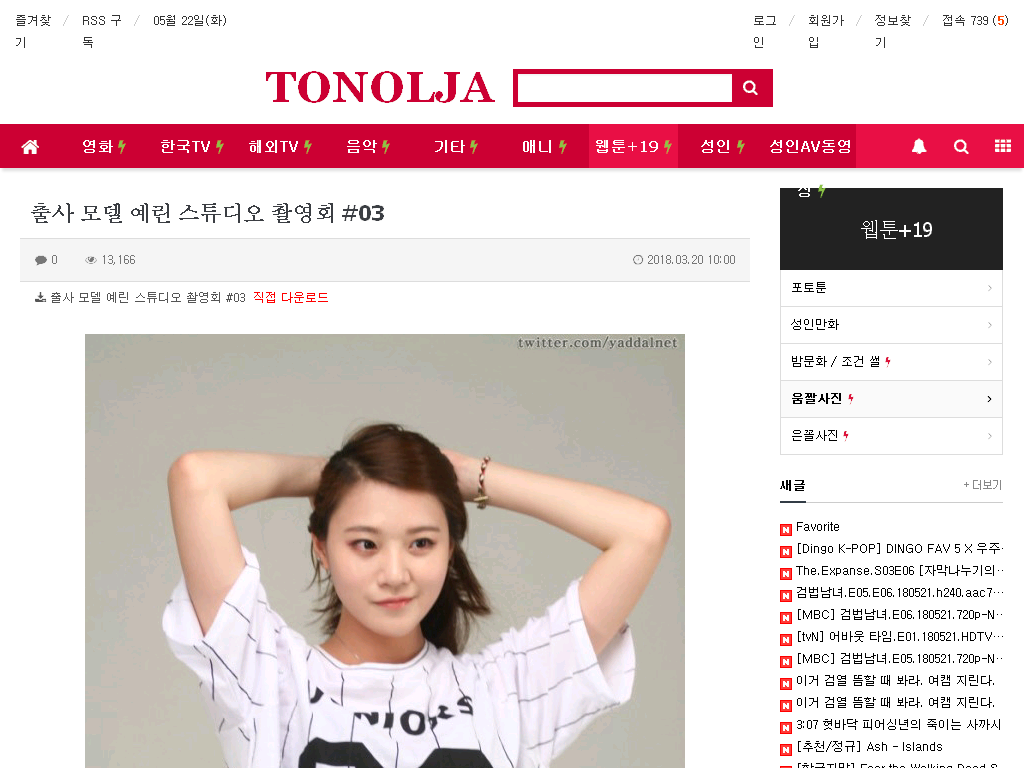 즐겨찾기 RSS 구독 05월 22일(화) 로그인 회원가입 정보찾기 접속 739 (5)
TONOLJA
영화 한국TV 해외TV 음악 기타 애니 웹툰+19 성인 성인AV동영상
출사 모델 예린 스튜디오 촬영회 #03
0 13,166 2018.03.20 10:00
출사 모델 예린 스튜디오 촬영회 #03 직접 다운로드
twitter.com/yaddalnet
JUNIORS
웹툰+19
포토툰
성인만화
밤문화 / 조건 썰
움짤사진
은꼴사진
새글 + 더보기
N Favorite
N [Dingo K-POP] DINGO FAV 5 X 우주···
N The.Expanse.S03E06 [자막나누기의···
N 검법남녀.E05.E06.180521.h240.aac7···
N [MBC] 검법남녀.E06.180521.720p-N···
N [tvN] 어바웃 타임.E01.180521.HDTV···
N [MBC] 검법남녀.E05.180521.720p-N···
N 이거 검열 뜸할 때 봐라. 여캠 지린다.
N 이거 검열 뜸할 때 봐라. 여캠 지린다.
N 3:07 혓바닥 피어싱년의 죽이는 사까시
N [추천/정규] Ash - Islands